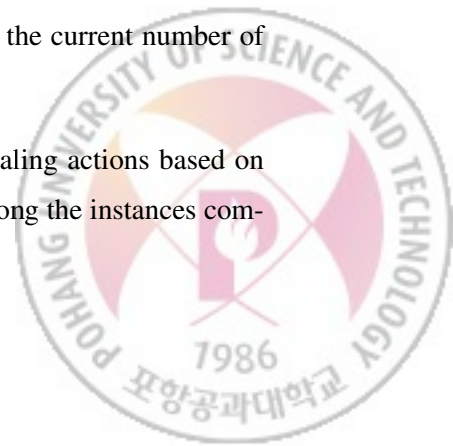 the current number of
aling actions based on
ong the instances com-
POHANG UNIVERSITY OF SCIENCE AND TECHNOLOGY
1986
포항공과대학교